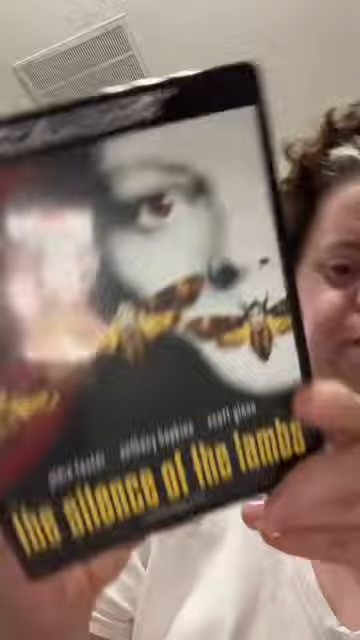 jodie foster anthony hopkins scott glenn
the silence of the lambs